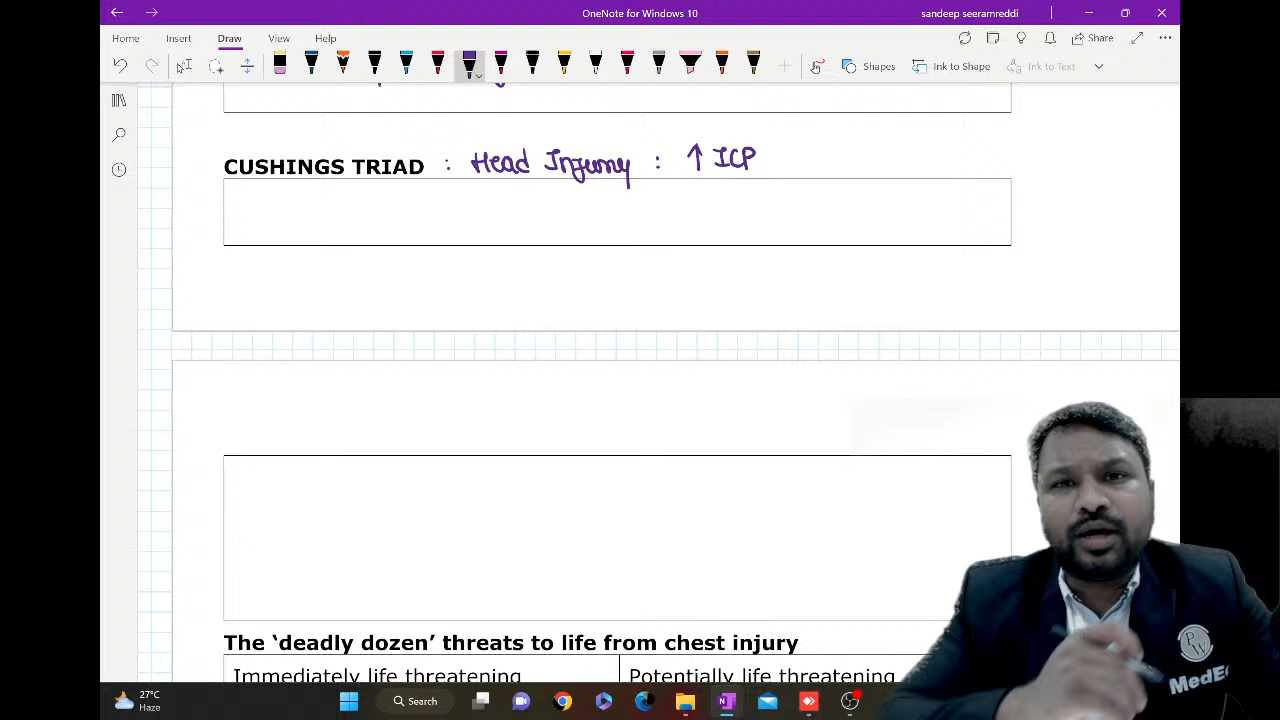 OneNote for Windows 10
sandeep seeramreddi
Home Insert Draw View Help
Share
Shapes Ink to Shape Ink to Text
CUSHINGS TRIAD : Head Injury : ↑ ICP
The ‘deadly dozen’ threats to life from chest injury
Immediately life threatening Potentially life threatening
PW
MedEd
27°C
Haze
Search